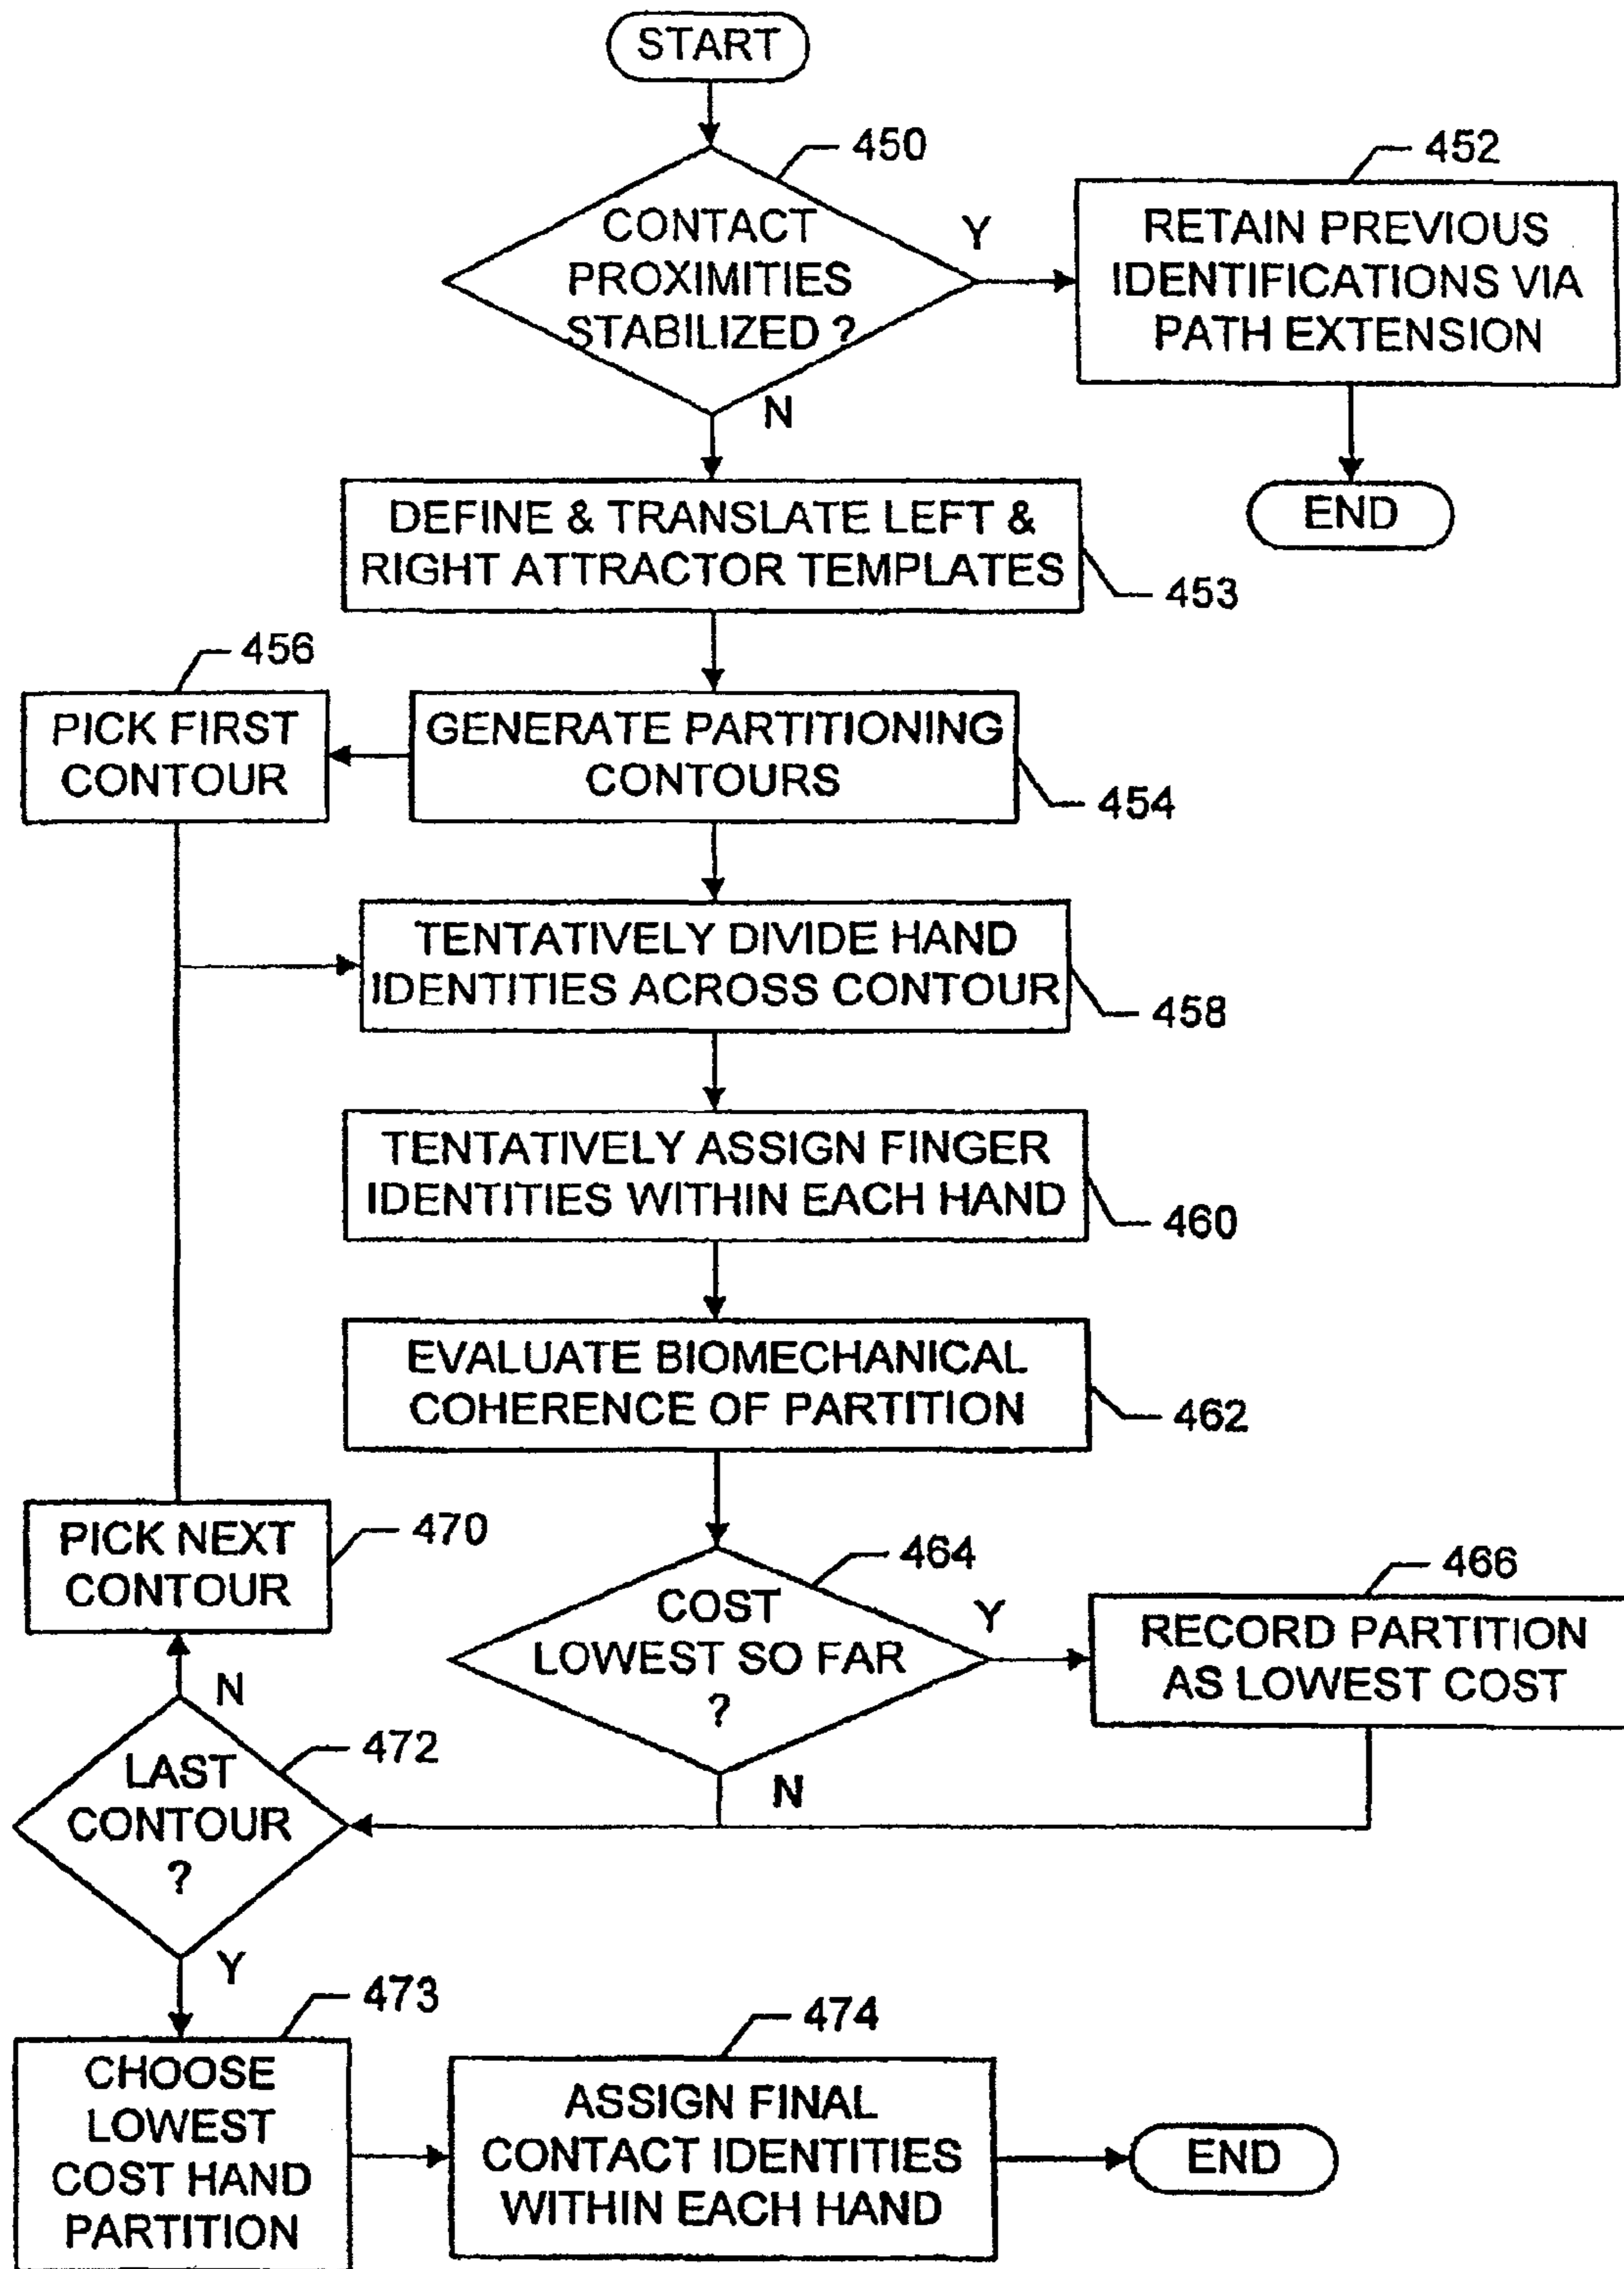 START
450
CONTACT
PROXIMITIES
STABILIZED ?
Y
N
452
RETAIN PREVIOUS
IDENTIFICATIONS VIA
PATH EXTENSION
END
DEFINE & TRANSLATE LEFT &
RIGHT ATTRACTOR TEMPLATES
453
456
PICK FIRST
CONTOUR
GENERATE PARTITIONING
CONTOURS
454
TENTATIVELY DIVIDE HAND
IDENTITIES ACROSS CONTOUR
458
TENTATIVELY ASSIGN FINGER
IDENTITIES WITHIN EACH HAND
460
EVALUATE BIOMECHANICAL
COHERENCE OF PARTITION
462
PICK NEXT
CONTOUR
470
464
COST
LOWEST SO FAR
?
Y
N
466
RECORD PARTITION
AS LOWEST COST
N
472
LAST
CONTOUR
?
Y
473
CHOOSE
LOWEST
COST HAND
PARTITION
474
ASSIGN FINAL
CONTACT IDENTITIES
WITHIN EACH HAND
END